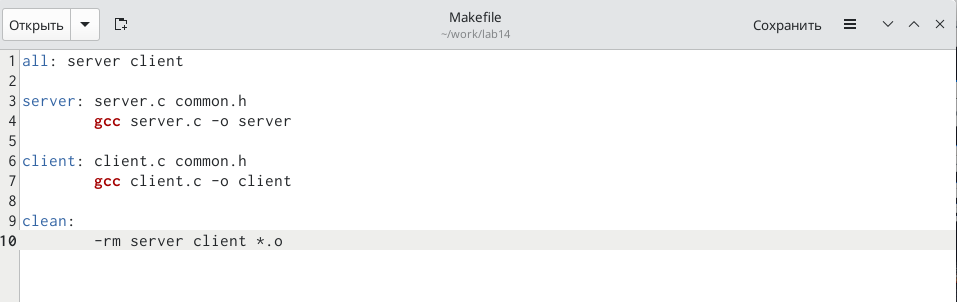 Открыть
Makefile
~/work/lab14
Сохранить
1 all: server client
2
3 server: server.c common.h
4 gcc server.c -o server
5
6 client: client.c common.h
7 gcc client.c -o client
8
9 clean:
10 -rm server client *.o